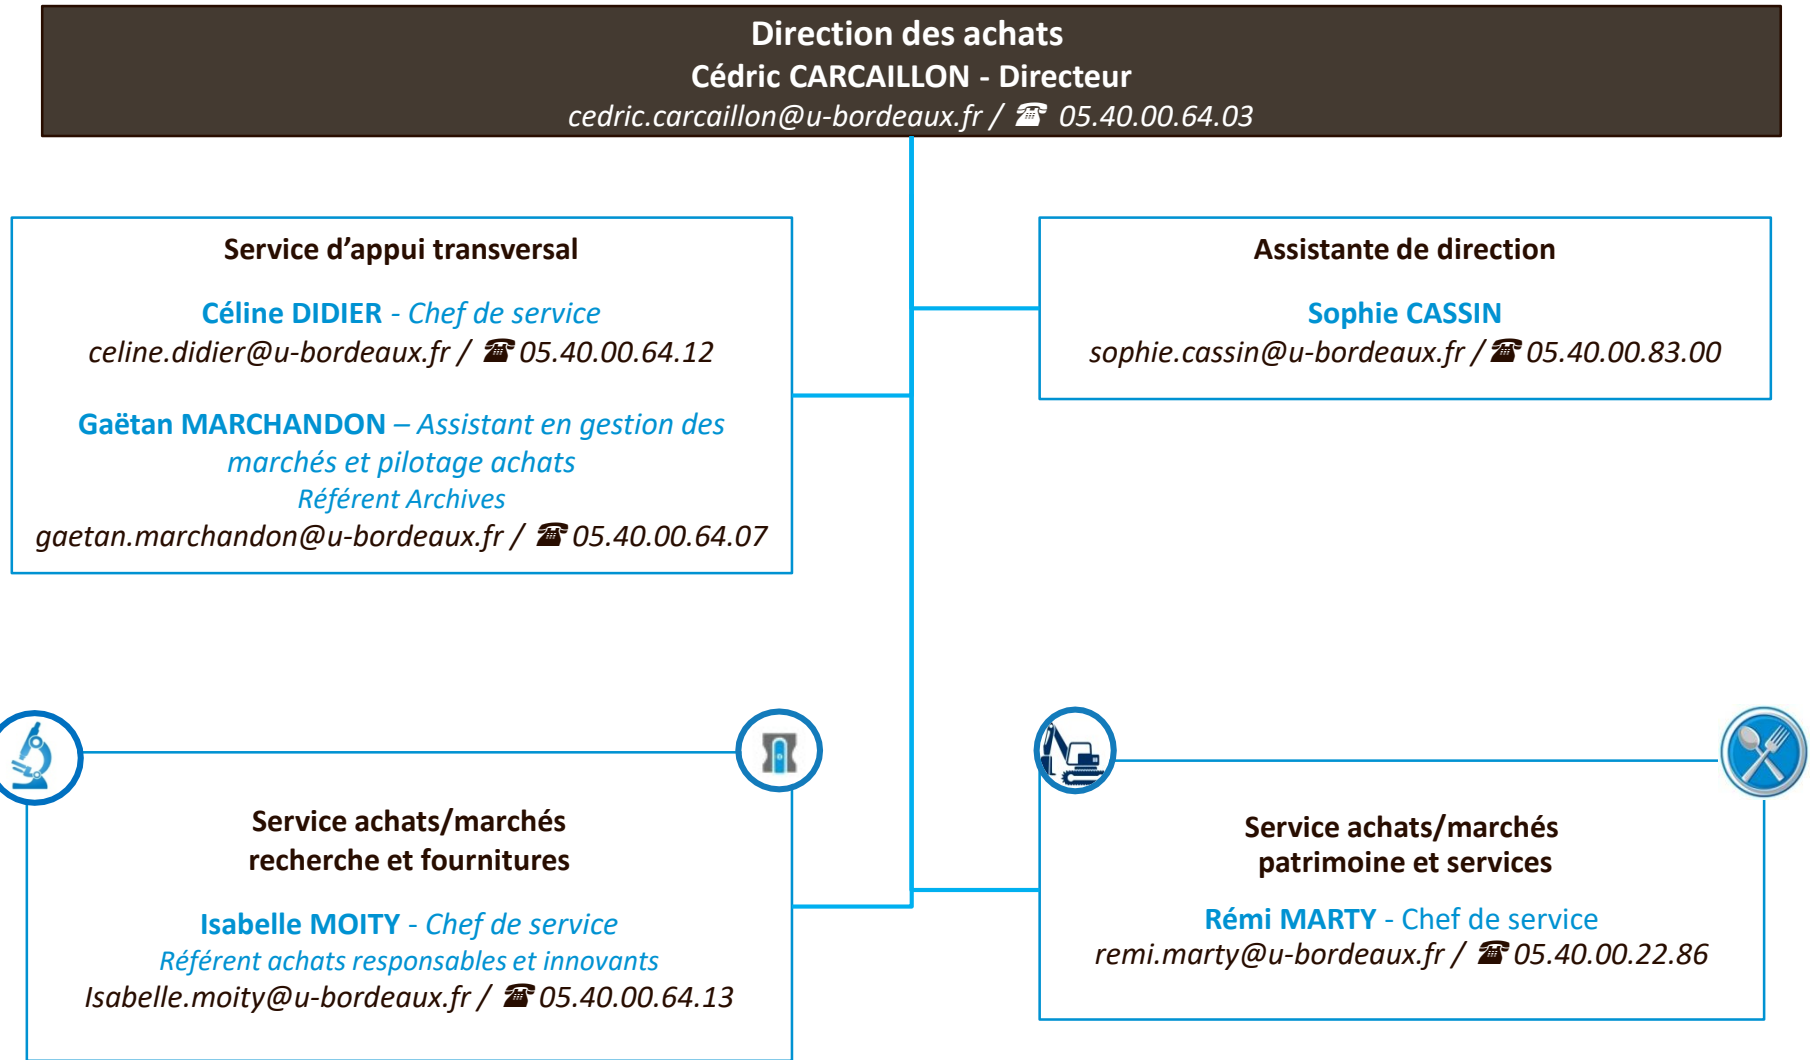 Direction des achats
Cédric CARCAILLON - Directeur
cedric.carcaillon@u-bordeaux.fr / ☎ 05.40.00.64.03
Service d’appui transversal
Céline DIDIER - Chef de service
celine.didier@u-bordeaux.fr / ☎ 05.40.00.64.12
Gaëtan MARCHANDON – Assistant en gestion des
marchés et pilotage achats
Référent Archives
gaetan.marchandon@u-bordeaux.fr / ☎ 05.40.00.64.07
Assistante de direction
Sophie CASSIN
sophie.cassin@u-bordeaux.fr / ☎ 05.40.00.83.00
Service achats/marchés
recherche et fournitures
Isabelle MOITY - Chef de service
Référent achats responsables et innovants
Isabelle.moity@u-bordeaux.fr / ☎ 05.40.00.64.13
Service achats/marchés
patrimoine et services
Rémi MARTY - Chef de service
remi.marty@u-bordeaux.fr / ☎ 05.40.00.22.86